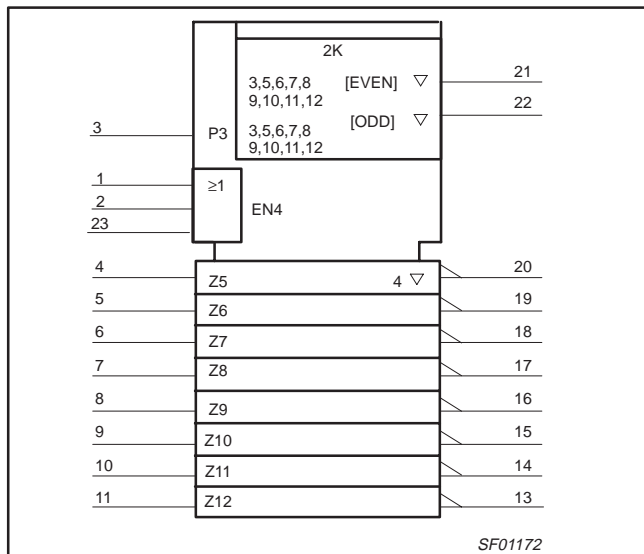 2K
3,5,6,7,8 [EVEN] ▽ 21
9,10,11,12
22
[ODD] ▽
3 P3 3,5,6,7,8
9,10,11,12
1 ≥1
2 EN4
23
4 Z5 4 ▽ 20
5 Z6 19
6 Z7 18
7 Z8 17
8 Z9 16
9 Z10 15
10 Z11 14
11 Z12 13
SF01172